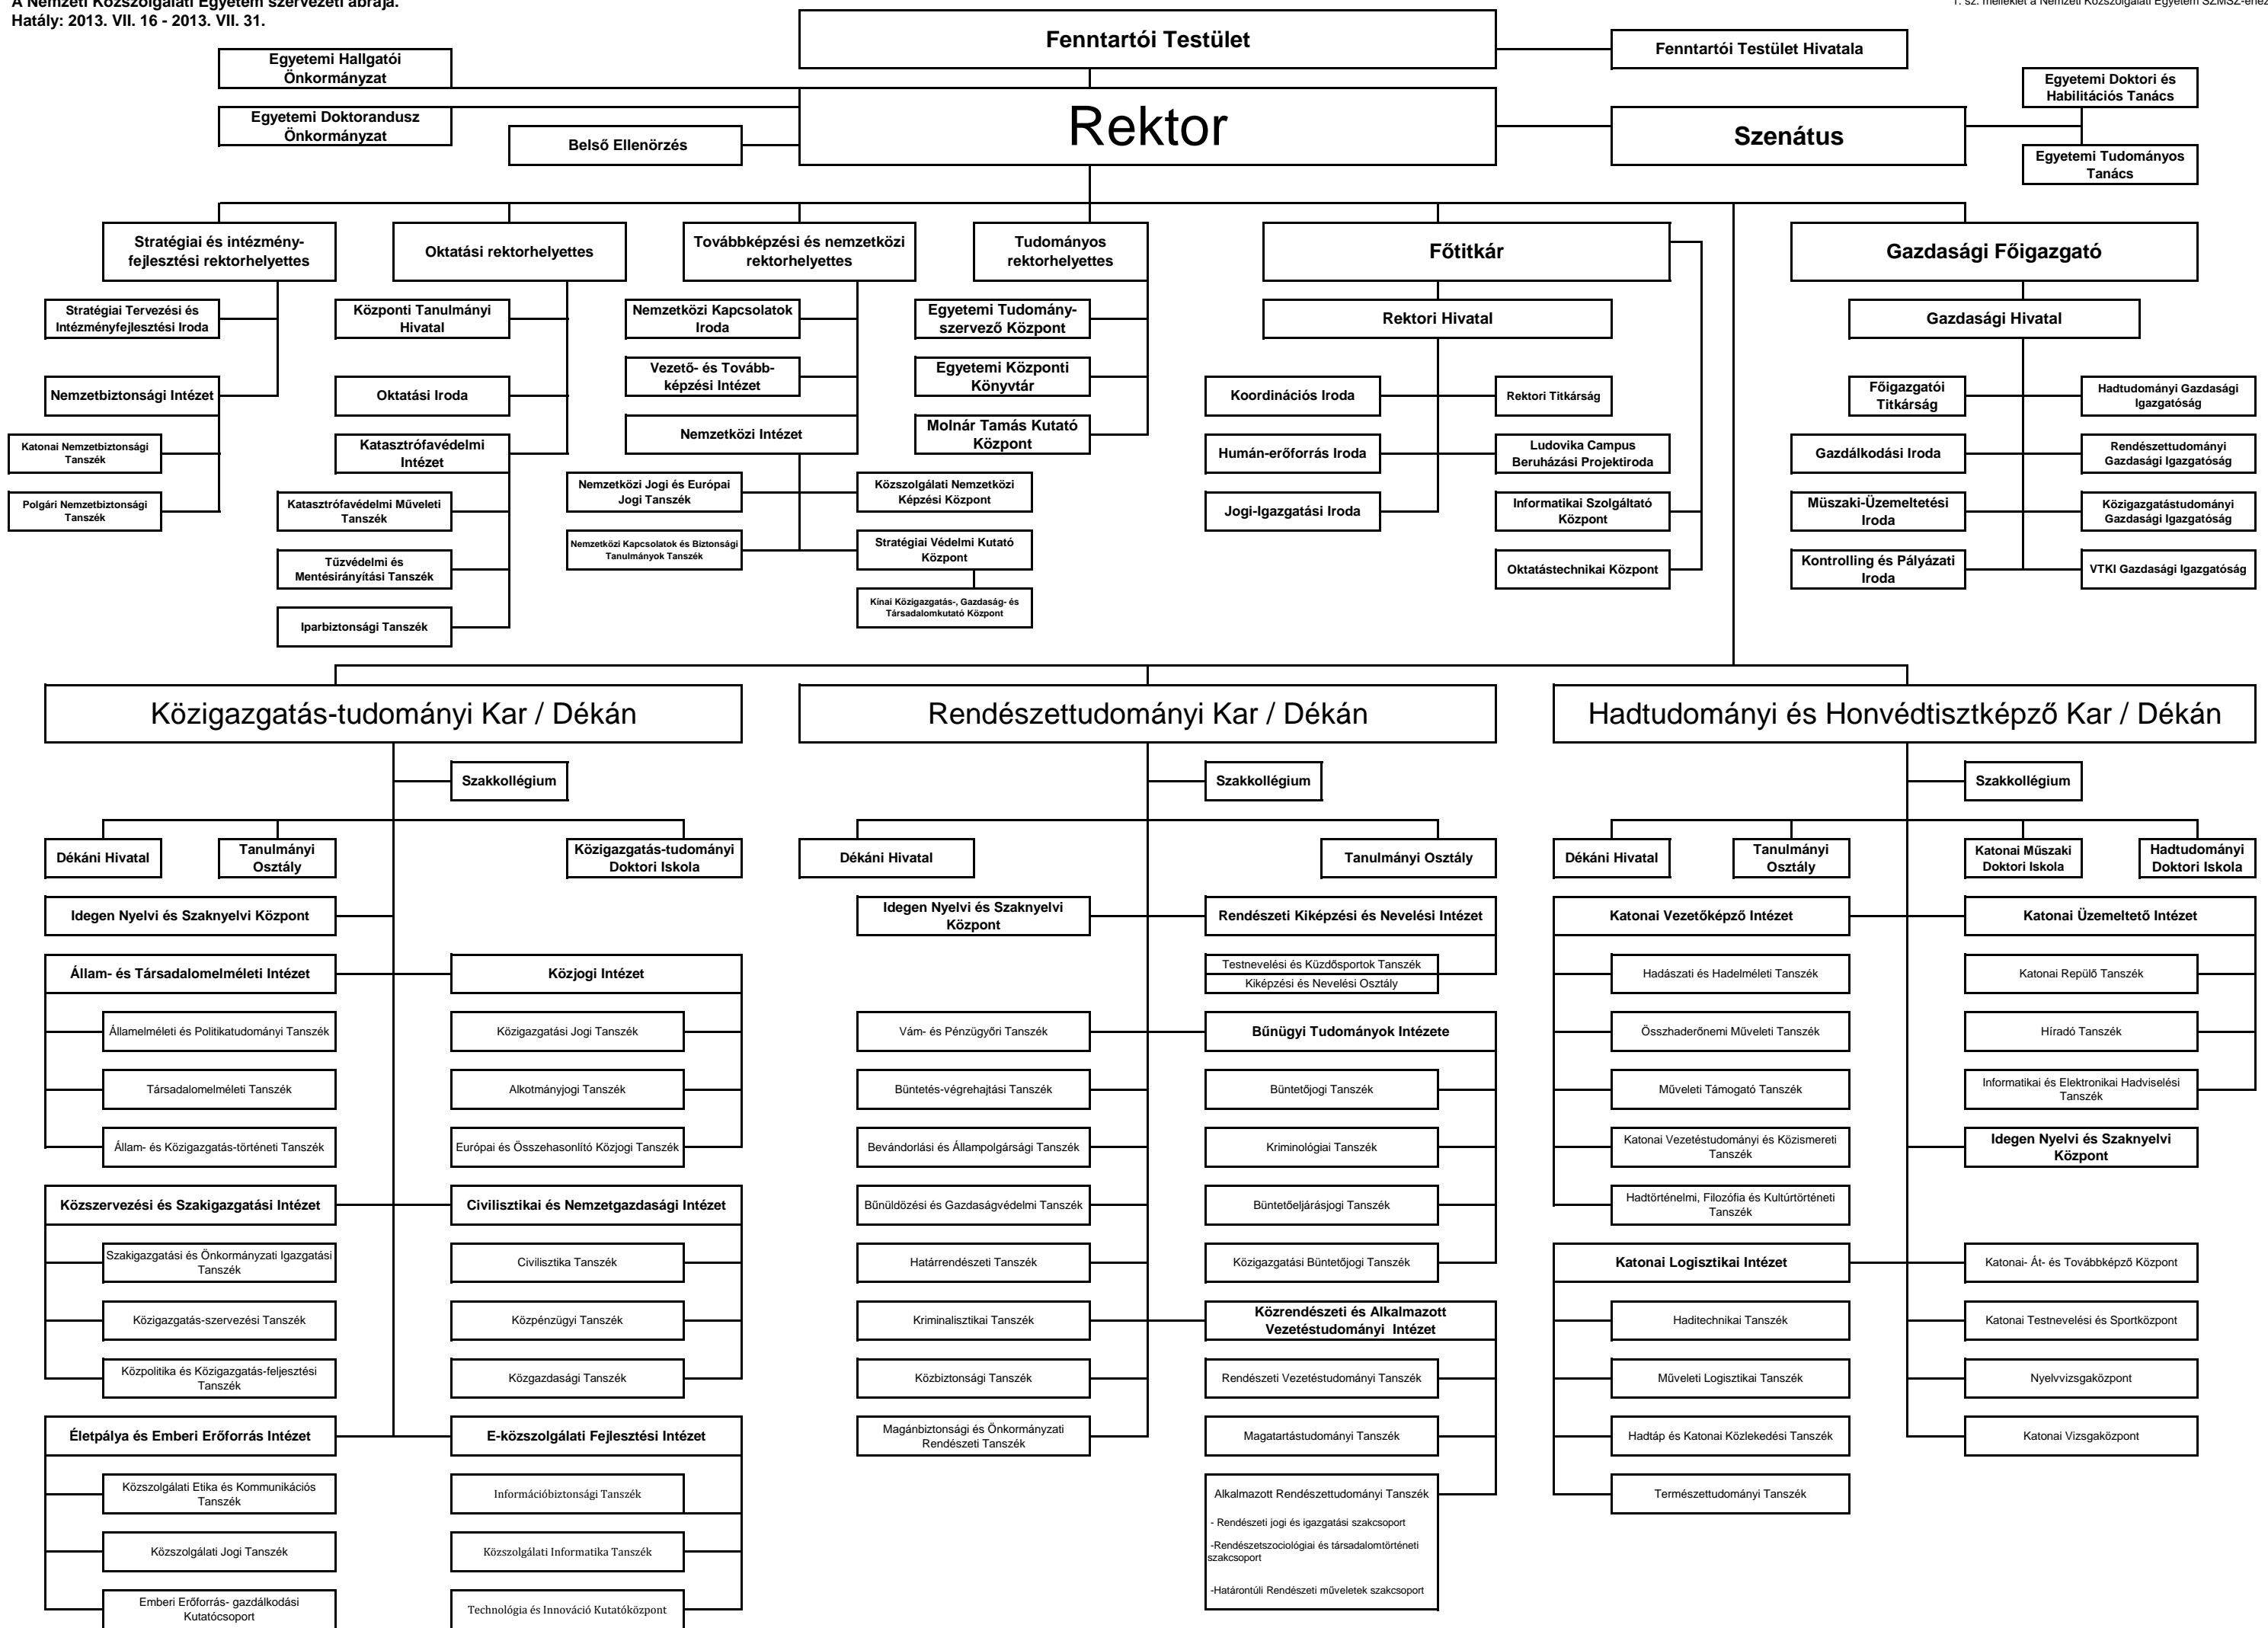 A Nemzeti Közszolgálati Egyetem szervezeti ábrája.
Hatály: 2013. VII. 16 - 2013. VII. 31.
1. sz. melléklet a Nemzeti Közszolgálati Egyetem SZMSZ-éhez
Fenntartói Testület
Fenntartói Testület Hivatala
Egyetemi Hallgatói
Önkormányzat
Egyetemi Doktorandusz
Önkormányzat
Belső Ellenörzés
Rektor
Szenátus
Egyetemi Doktori és
Habilitációs Tanács
Egyetemi Tudományos
Tanács
Stratégiai és intézmény-
fejlesztési rektorhelyettes
Oktatási rektorhelyettes
Továbbképzési és nemzetközi
rektorhelyettes
Tudományos
rektorhelyettes
Főtitkár
Gazdasági Főigazgató
Stratégiai Tervezési és
Intézményfejlesztési Iroda
Nemzetbiztonsági Intézet
Katonai Nemzetbiztonsági
Tanszék
Polgári Nemzetbiztonsági
Tanszék
Központi Tanulmányi
Hivatal
Oktatási Iroda
Katasztrófavédelmi
Intézet
Katasztrófavédelmi Műveleti
Tanszék
Tűzvédelmi és
Mentésirányítási Tanszék
Iparbiztonsági Tanszék
Nemzetközi Kapcsolatok
Iroda
Vezető- és Tovább-
képzési Intézet
Nemzetközi Intézet
Nemzetközi Jogi és Európai
Jogi Tanszék
Közszolgálati Nemzetközi
Képzési Központ
Nemzetközi Kapcsolatok és Biztonsági
Tanulmányok Tanszék
Stratégiai Védelmi Kutató
Központ
Kínai Közigazgatás-, Gazdaság- és
Társadalomkutató Központ
Egyetemi Tudomány-
szervező Központ
Egyetemi Központi
Könyvtár
Molnár Tamás Kutató
Központ
Rektori Hivatal
Koordinációs Iroda
Rektori Titkárság
Humán-erőforrás Iroda
Ludovika Campus
Beruházási Projektiroda
Jogi-Igazgatási Iroda
Informatikai Szolgáltató
Központ
Oktatástechnikai Központ
Gazdasági Hivatal
Főigazgatói
Titkárság
Hadtudományi Gazdasági
Igazgatóság
Gazdálkodási Iroda
Rendészettudományi
Gazdasági Igazgatóság
Müszaki-Üzemeltetési
Iroda
Közigazgatástudományi
Gazdasági Igazgatóság
Kontrolling és Pályázati
Iroda
VTKI Gazdasági Igazgatóság
Közigazgatás-tudományi Kar / Dékán
Szakkollégium
Dékáni Hivatal
Tanulmányi
Osztály
Közigazgatás-tudományi
Doktori Iskola
Idegen Nyelvi és Szaknyelvi Központ
Állam- és Társadalomelméleti Intézet
Közjogi Intézet
Államelméleti és Politikatudományi Tanszék
Közigazgatási Jogi Tanszék
Társadalomelméleti Tanszék
Alkotmányjogi Tanszék
Állam- és Közigazgatás-történeti Tanszék
Európai és Összehasonlító Közjogi Tanszék
Közszervezési és Szakigazgatási Intézet
Civilisztikai és Nemzetgazdasági Intézet
Szakigazgatási és Önkormányzati Igazgatási
Tanszék
Civilisztika Tanszék
Közigazgatás-szervezési Tanszék
Közpénzügyi Tanszék
Közpolitika és Közigazgatás-feljesztési
Tanszék
Közgazdasági Tanszék
Életpálya és Emberi Erőforrás Intézet
E-közszolgálati Fejlesztési Intézet
Közszolgálati Etika és Kommunikációs
Tanszék
Információbiztonsági Tanszék
Közszolgálati Jogi Tanszék
Közszolgálati Informatika Tanszék
Emberi Erőforrás- gazdálkodási
Kutatócsoport
Technológia és Innováció Kutatóközpont
Rendészettudományi Kar / Dékán
Szakkollégium
Dékáni Hivatal
Tanulmányi Osztály
Idegen Nyelvi és Szaknyelvi
Központ
Rendészeti Kiképzési és Nevelési Intézet
Testnevelési és Küzdősportok Tanszék
Kiképzési és Nevelési Osztály
Vám- és Pénzügyőri Tanszék
Bűnügyi Tudományok Intézete
Büntetés-végrehajtási Tanszék
Büntetőjogi Tanszék
Bevándorlási és Állampolgársági Tanszék
Kriminológiai Tanszék
Bűnüldözési és Gazdaságvédelmi Tanszék
Büntetőeljárásjogi Tanszék
Határrendészeti Tanszék
Közigazgatási Büntetőjogi Tanszék
Kriminalisztikai Tanszék
Közrendészeti és Alkalmazott
Vezetéstudományi Intézet
Közbiztonsági Tanszék
Rendészeti Vezetéstudományi Tanszék
Magánbiztonsági és Önkormányzati
Rendészeti Tanszék
Magatartástudományi Tanszék
Alkalmazott Rendészettudományi Tanszék
- Rendészeti jogi és igazgatási szakcsoport
-Rendészetszociológiai és társadalomtörténeti
szakcsoport
-Határontúli Rendészeti műveletek szakcsoport
Hadtudományi és Honvédtisztképző Kar / Dékán
Szakkollégium
Dékáni Hivatal
Tanulmányi
Osztály
Katonai Műszaki
Doktori Iskola
Hadtudományi
Doktori Iskola
Katonai Vezetőképző Intézet
Katonai Üzemeltető Intézet
Hadászati és Hadelméleti Tanszék
Katonai Repülő Tanszék
Összhaderőnemi Műveleti Tanszék
Híradó Tanszék
Műveleti Támogató Tanszék
Informatikai és Elektronikai Hadviselési
Tanszék
Katonai Vezetéstudományi és Közismereti
Tanszék
Idegen Nyelvi és Szaknyelvi
Központ
Hadtörténelmi, Filozófia és Kultúrtörténeti
Tanszék
Katonai Logisztikai Intézet
Katonai- Át- és Továbbképző Központ
Haditechnikai Tanszék
Katonai Testnevelési és Sportközpont
Műveleti Logisztikai Tanszék
Nyelvvizsgaközpont
Hadtáp és Katonai Közlekedési Tanszék
Katonai Vizsgaközpont
Természettudományi Tanszék